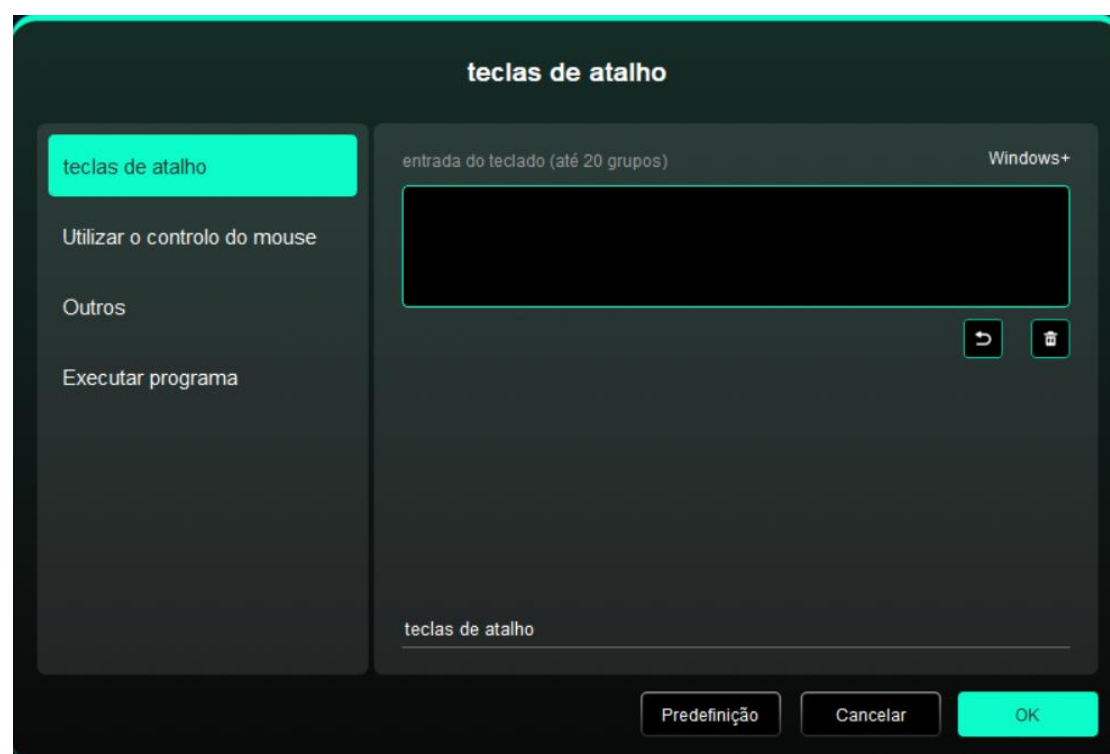 teclas de atalho
teclas de atalho
Utilizar o controlo do mouse
Outros
Executar programa
entrada do teclado (até 20 grupos)
Windows+
teclas de atalho
Predefinição
Cancelar
OK